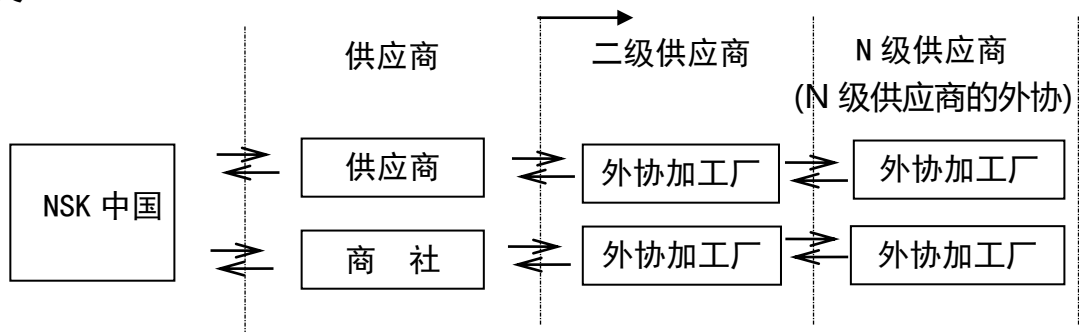 供应商
二级供应商
N 级供应商
(N 级供应商的外协)
NSK 中国
供应商
外协加工厂
外协加工厂
商 社
外协加工厂
外协加工厂